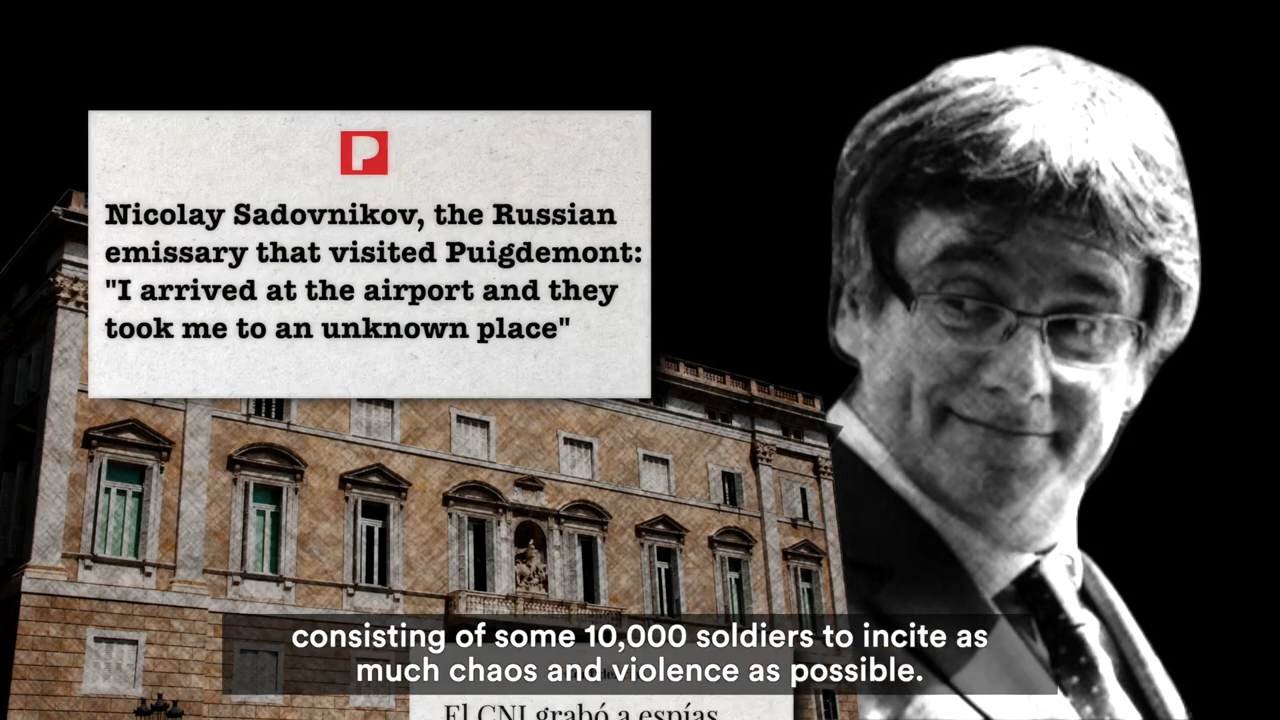 P
Nicolay Sadovnikov, the Russian
emissary that visited Puigdemont:
"I arrived at the airport and they
took me to an unknown place"
consisting of some 10,000 soldiers to incite as
much chaos and violence as possible.
El CNI grabó a espías